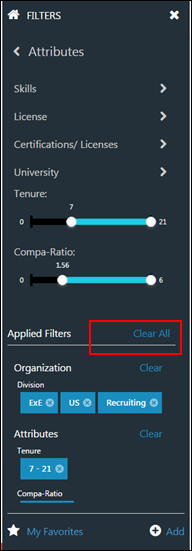 FILTERS
Attributes
Skills
License
Certifications/ Licenses
University
Tenure:
7
0 21
Compa-Ratio:
1.56
0 6
Applied Filters Clear All
Organization Clear
Division
ExE US Recruiting
Attributes Clear
Tenure
7 - 21
Compa-Ratio
My Favorites Add